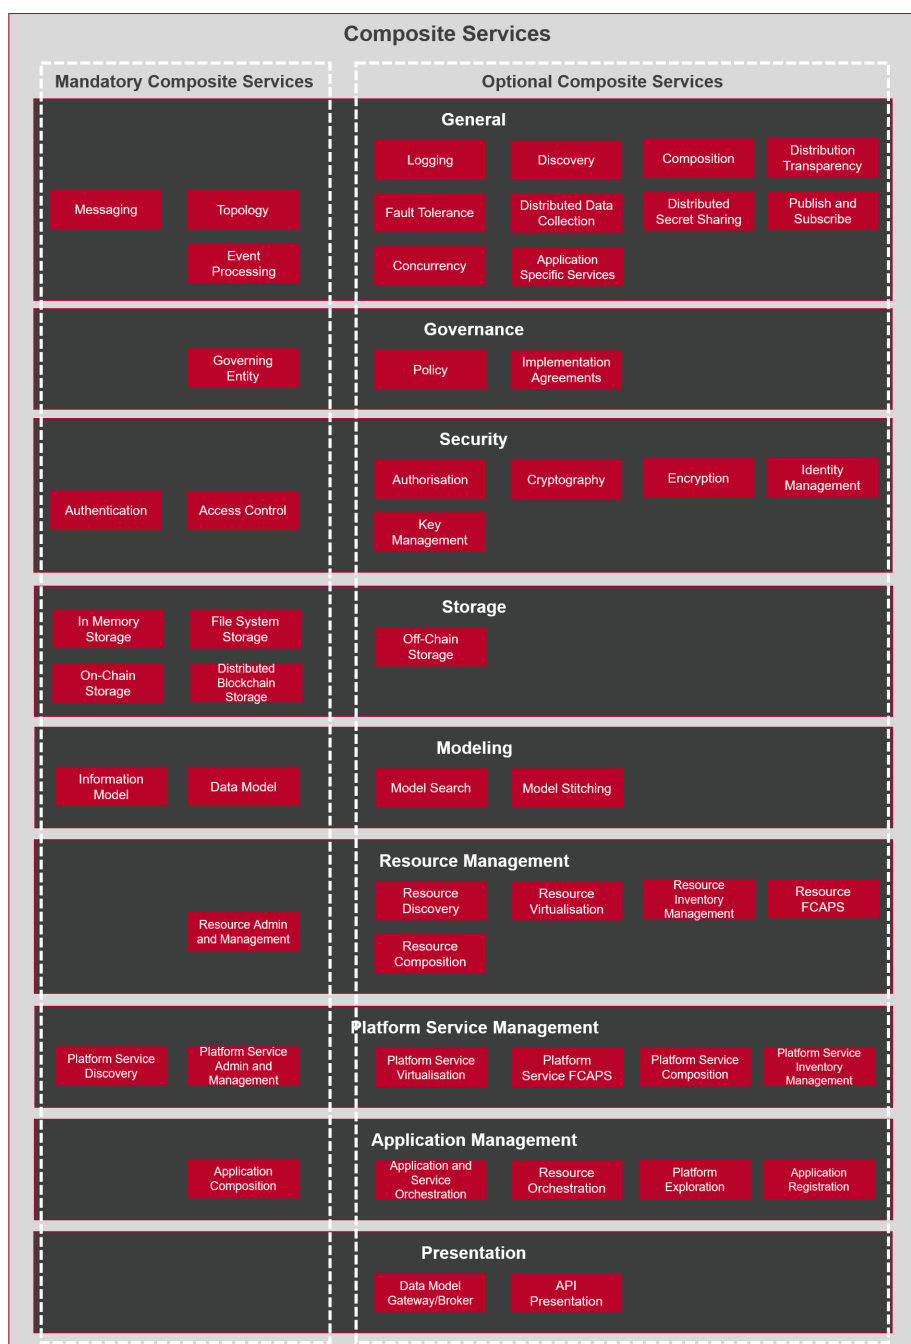 Composite Services
Mandatory Composite Services
Optional Composite Services
General
Logging
Discovery
Composition
Distribution
Transparency
Messaging
Topology
Fault Tolerance
Distributed Data
Collection
Distributed
Secret Sharing
Publish and
Subscribe
Event
Processing
Concurrency
Application
Specific Services
Governance
Governing
Entity
Policy
Implementation
Agreements
Security
Authorisation
Cryptography
Encryption
Identity
Management
Authentication
Access Control
Key
Management
Storage
In Memory
Storage
File System
Storage
Off-Chain
Storage
On-Chain
Storage
Distributed
Blockchain
Storage
Modeling
Information
Model
Data Model
Model Search
Model Stitching
Resource Management
Resource
Discovery
Resource
Virtualisation
Resource
Inventory
Management
Resource
FCAPS
Resource Admin
and Management
Resource
Composition
Platform Service Management
Platform Service
Discovery
Platform Service
Admin and
Management
Platform Service
Virtualisation
Platform
Service FCAPS
Platform Service
Composition
Platform Service
Inventory
Management
Application Management
Application
Composition
Application and
Service
Orchestration
Resource
Orchestration
Platform
Exploration
Application
Registration
Presentation
Data Model
Gateway/Broker
API
Presentation